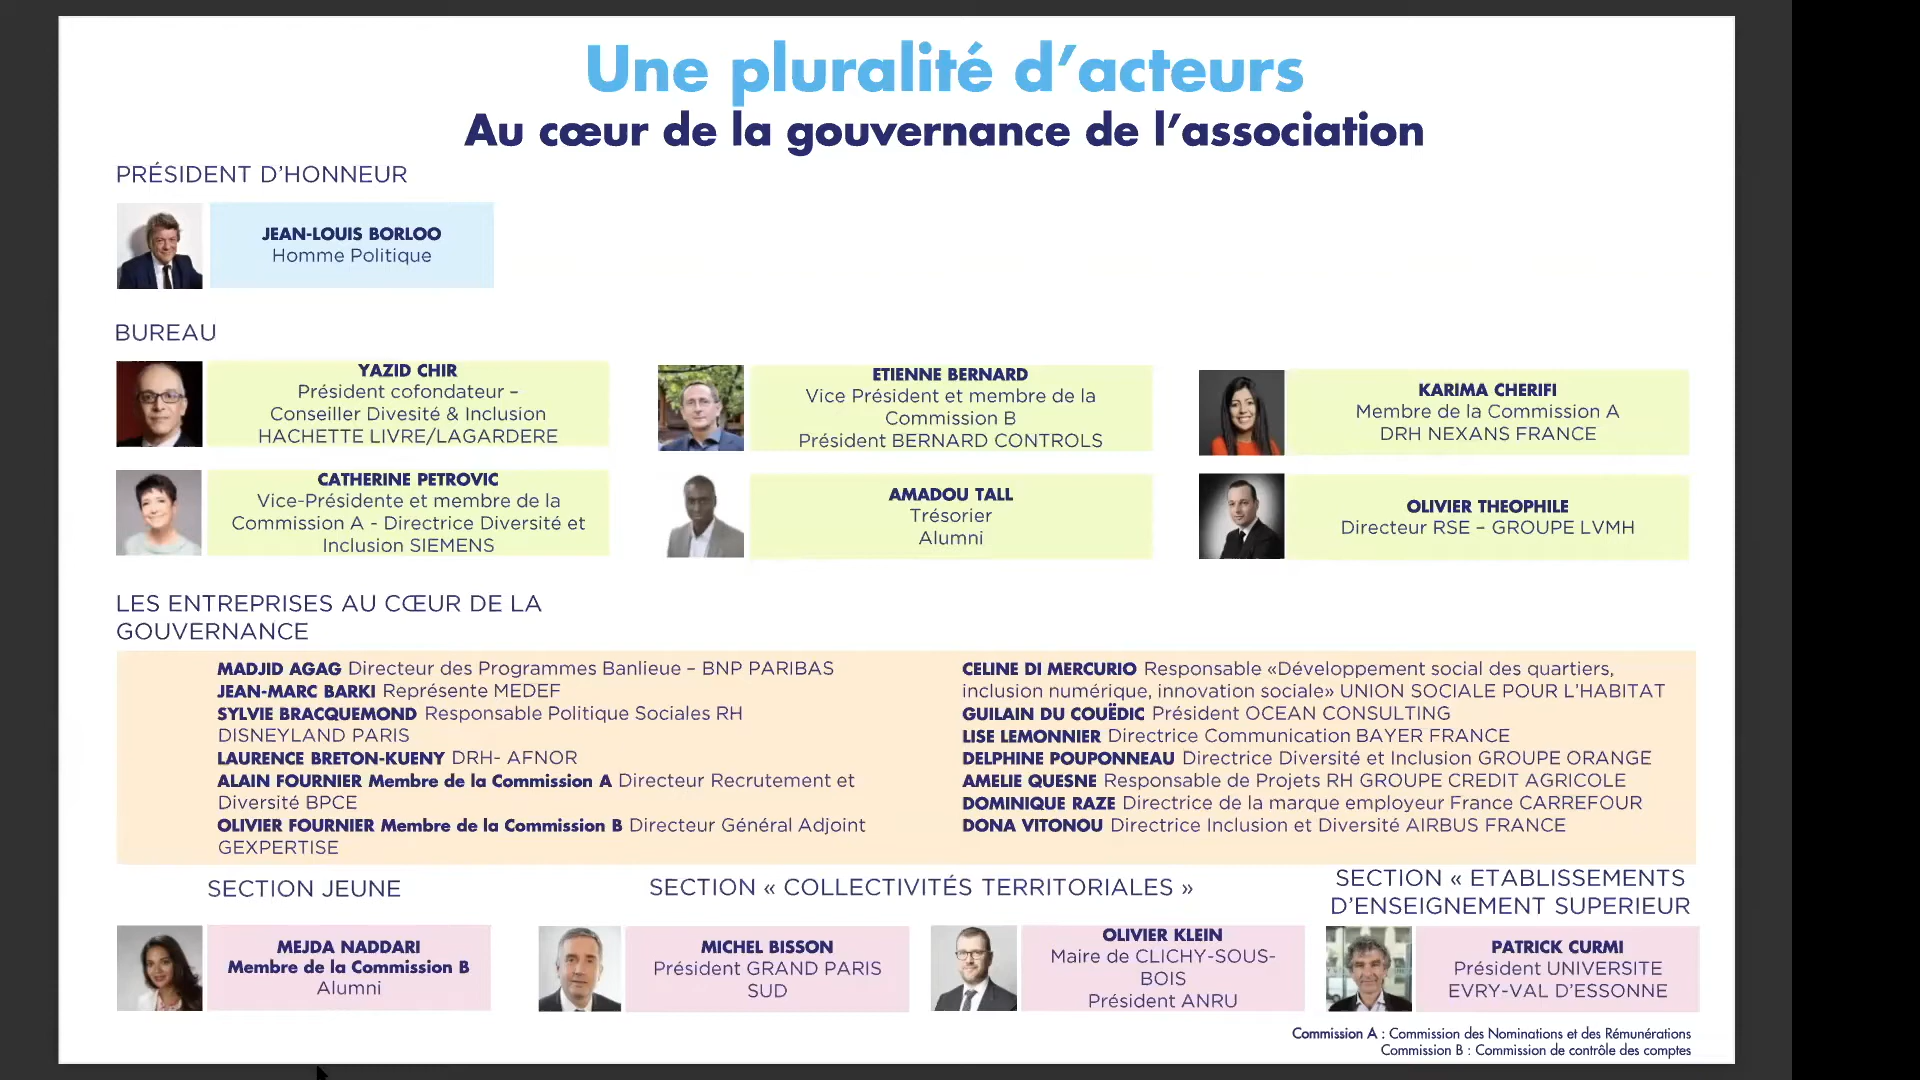 Une pluralité d’acteurs
Au cœur de la gouvernance de l’association
PRÉSIDENT D’HONNEUR
JEAN-LOUIS BORLOO
Homme Politique
BUREAU
YAZID CHIR
Président cofondateur –
Conseiller Divesité & Inclusion
HACHETTE LIVRE/LAGARDERE
ETIENNE BERNARD
Vice Président et membre de la
Commission B
Président BERNARD CONTROLS
KARIMA CHERIFI
Membre de la Commission A
DRH NEXANS FRANCE
CATHERINE PETROVIC
Vice-Présidente et membre de la
Commission A - Directrice Diversité et
Inclusion SIEMENS
AMADOU TALL
Trésorier
Alumni
OLIVIER THEOPHILE
Directeur RSE – GROUPE LVMH
LES ENTREPRISES AU CŒUR DE LA
GOUVERNANCE
MADJID AGAG Directeur des Programmes Banlieue – BNP PARIBAS
JEAN-MARC BARKI Représente MEDEF
SYLVIE BRACQUEMOND Responsable Politique Sociales RH
DISNEYLAND PARIS
LAURENCE BRETON-KUENY DRH- AFNOR
ALAIN FOURNIER Membre de la Commission A Directeur Recrutement et
Diversité BPCE
OLIVIER FOURNIER Membre de la Commission B Directeur Général Adjoint
GEXPERTISE
CELINE DI MERCURIO Responsable «Développement social des quartiers,
inclusion numérique, innovation sociale» UNION SOCIALE POUR L’HABITAT
GUILAIN DU COUËDIC Président OCEAN CONSULTING
LISE LEMONNIER Directrice Communication BAYER FRANCE
DELPHINE POUPONNEAU Directrice Diversité et Inclusion GROUPE ORANGE
AMELIE QUESNE Responsable de Projets RH GROUPE CREDIT AGRICOLE
DOMINIQUE RAZE Directrice de la marque employeur France CARREFOUR
DONA VITONOU Directrice Inclusion et Diversité AIRBUS FRANCE
SECTION JEUNE
MEJDA NADDARI
Membre de la Commission B
Alumni
SECTION « COLLECTIVITÉS TERRITORIALES »
MICHEL BISSON
Président GRAND PARIS
SUD
OLIVIER KLEIN
Maire de CLICHY-SOUS-
BOIS
Président ANRU
SECTION « ETABLISSEMENTS
D’ENSEIGNEMENT SUPERIEUR
PATRICK CURMI
Président UNIVERSITE
EVRY-VAL D’ESSONNE
Commission A : Commission des Nominations et des Rémunérations
Commission B : Commission de contrôle des comptes